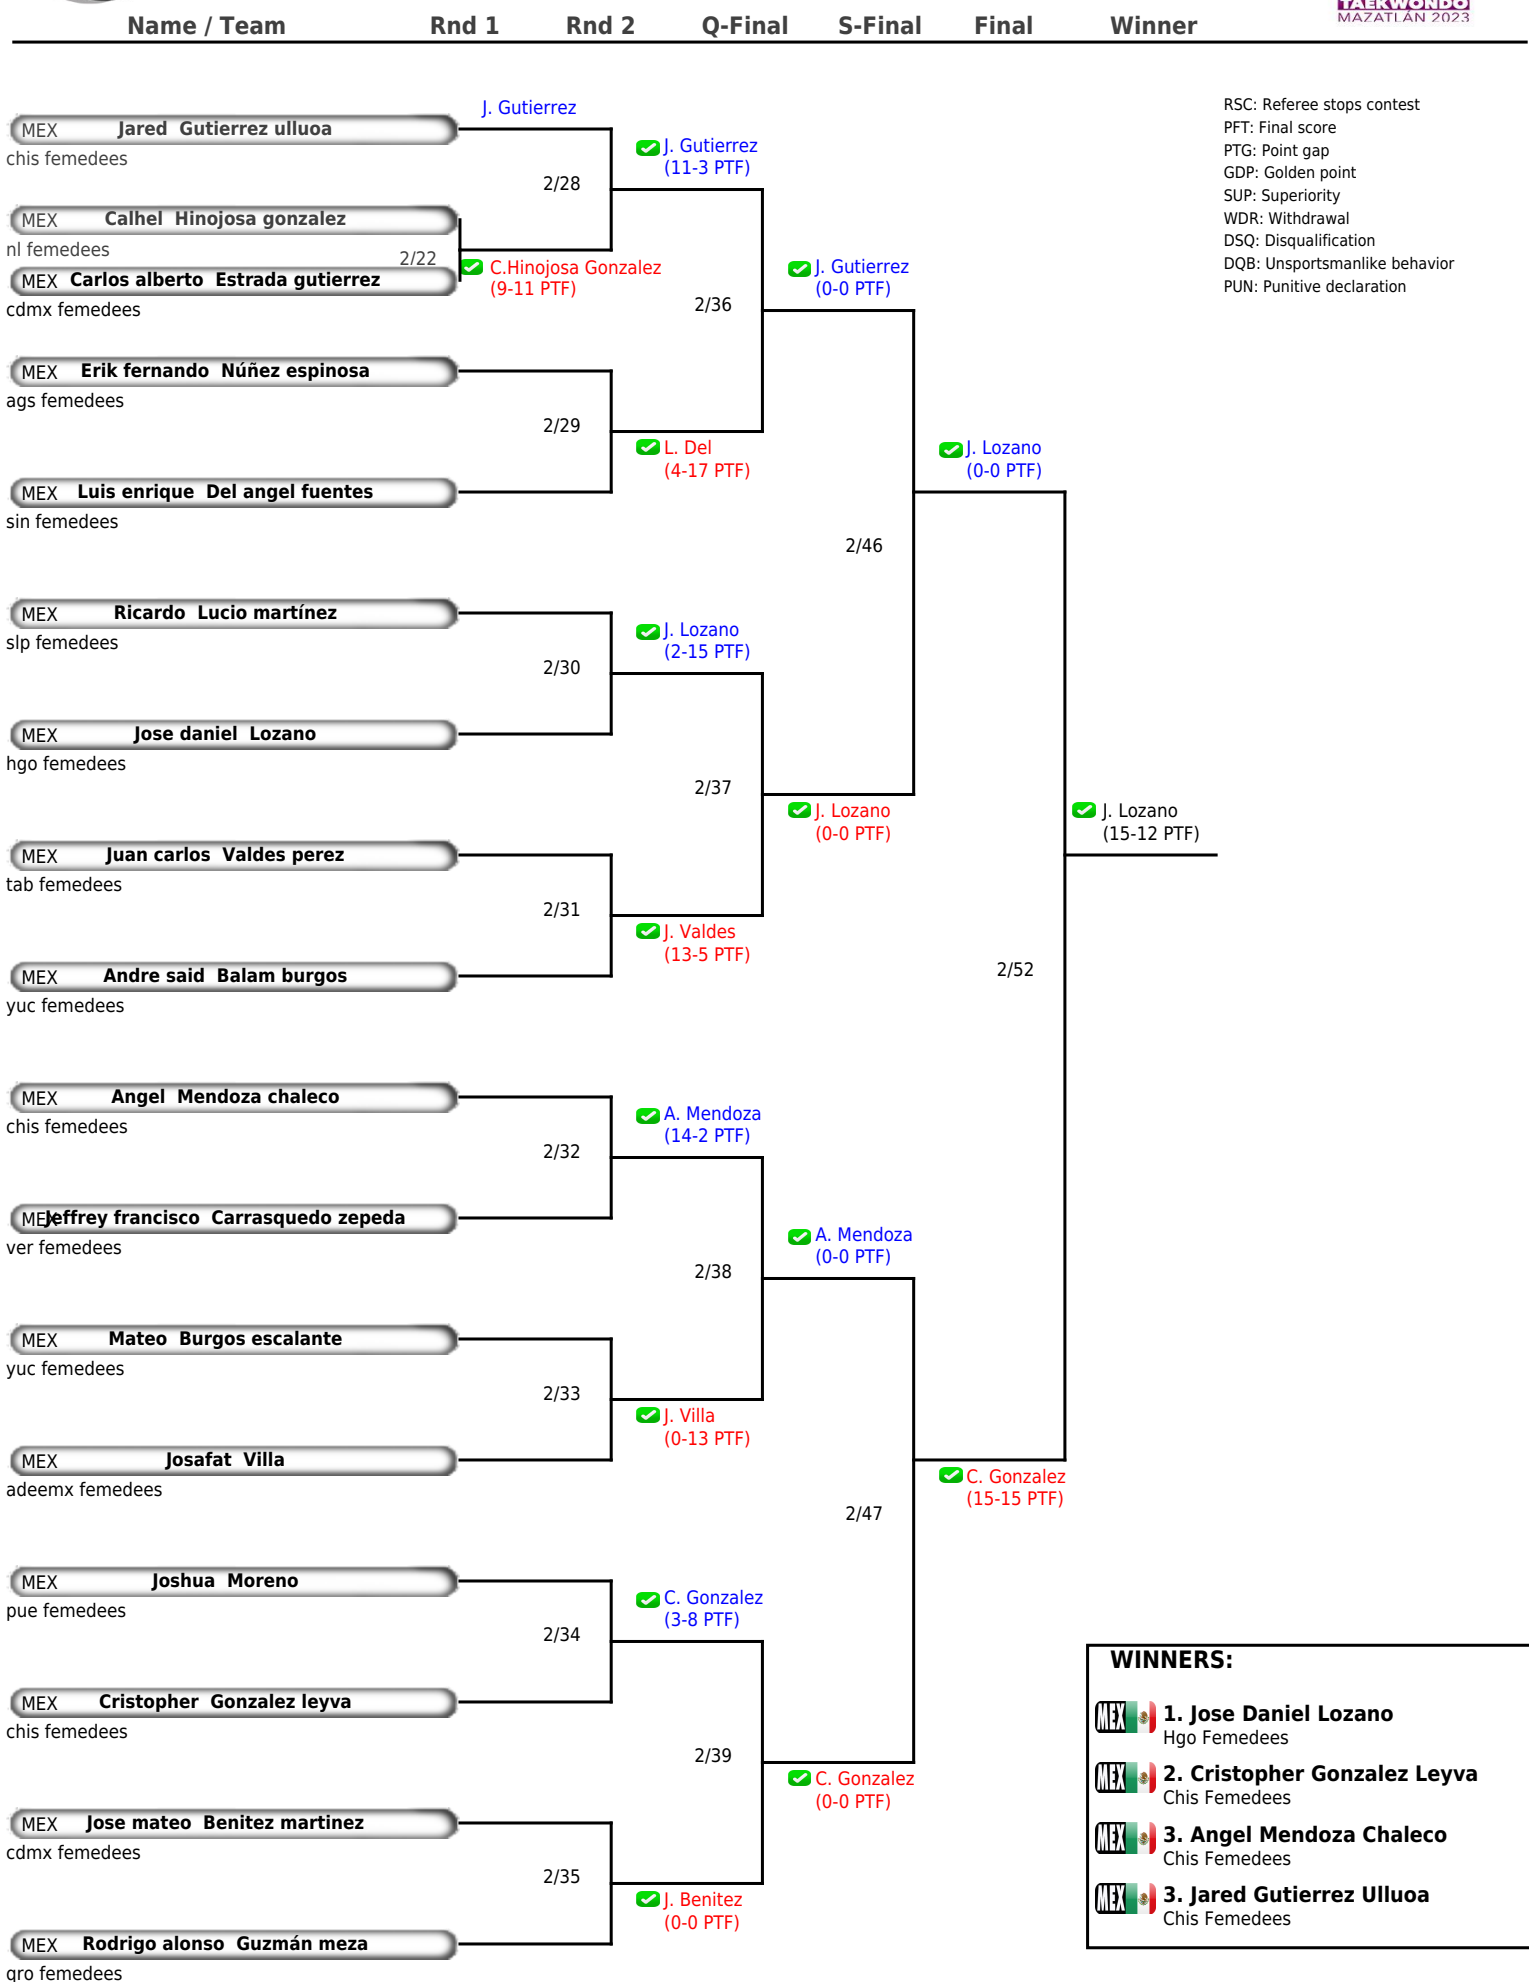 TAEKWONDO
MAZATLÁN 2023
Name / Team Rnd 1 Rnd 2 Q-Final S-Final Final Winner
RSC: Referee stops contest
PFT: Final score
PTG: Point gap
GDP: Golden point
SUP: Superiority
WDR: Withdrawal
DSQ: Disqualification
DQB: Unsportsmanlike behavior
PUN: Punitive declaration
MEX Jared Gutierrez ulluoa
chis femedees
J. Gutierrez
2/28
J. Gutierrez
(11-3 PTF)
MEX Calhel Hinojosa gonzalez
nl femedees
2/22
MEX Carlos alberto Estrada gutierrez
cdmx femedees
C.Hinojosa Gonzalez
(9-11 PTF)
2/36
J. Gutierrez
(0-0 PTF)
MEX Erik fernando Núñez espinosa
ags femedees
2/29
L. Del
(4-17 PTF)
MEX Luis enrique Del angel fuentes
sin femedees
J. Lozano
(0-0 PTF)
2/46
MEX Ricardo Lucio martínez
slp femedees
2/30
J. Lozano
(2-15 PTF)
MEX Jose daniel Lozano
hgo femedees
2/37
J. Lozano
(0-0 PTF)
J. Lozano
(15-12 PTF)
MEX Juan carlos Valdes perez
tab femedees
2/31
J. Valdes
(13-5 PTF)
MEX Andre said Balam burgos
yuc femedees
2/52
MEX Angel Mendoza chaleco
chis femedees
2/32
A. Mendoza
(14-2 PTF)
MEX Jeffrey francisco Carrasquedo zepeda
ver femedees
2/38
A. Mendoza
(0-0 PTF)
MEX Mateo Burgos escalante
yuc femedees
2/33
J. Villa
(0-13 PTF)
MEX Josafat Villa
adeemx femedees
C. Gonzalez
(15-15 PTF)
2/47
MEX Joshua Moreno
pue femedees
2/34
C. Gonzalez
(3-8 PTF)
MEX Cristopher Gonzalez leyva
chis femedees
2/39
C. Gonzalez
(0-0 PTF)
MEX Jose mateo Benitez martinez
cdmx femedees
2/35
J. Benitez
(0-0 PTF)
MEX Rodrigo alonso Guzmán meza
gro femedees
WINNERS:
MEX 1. Jose Daniel Lozano
Hgo Femedees
MEX 2. Cristopher Gonzalez Leyva
Chis Femedees
MEX 3. Angel Mendoza Chaleco
Chis Femedees
MEX 3. Jared Gutierrez Ulluoa
Chis Femedees